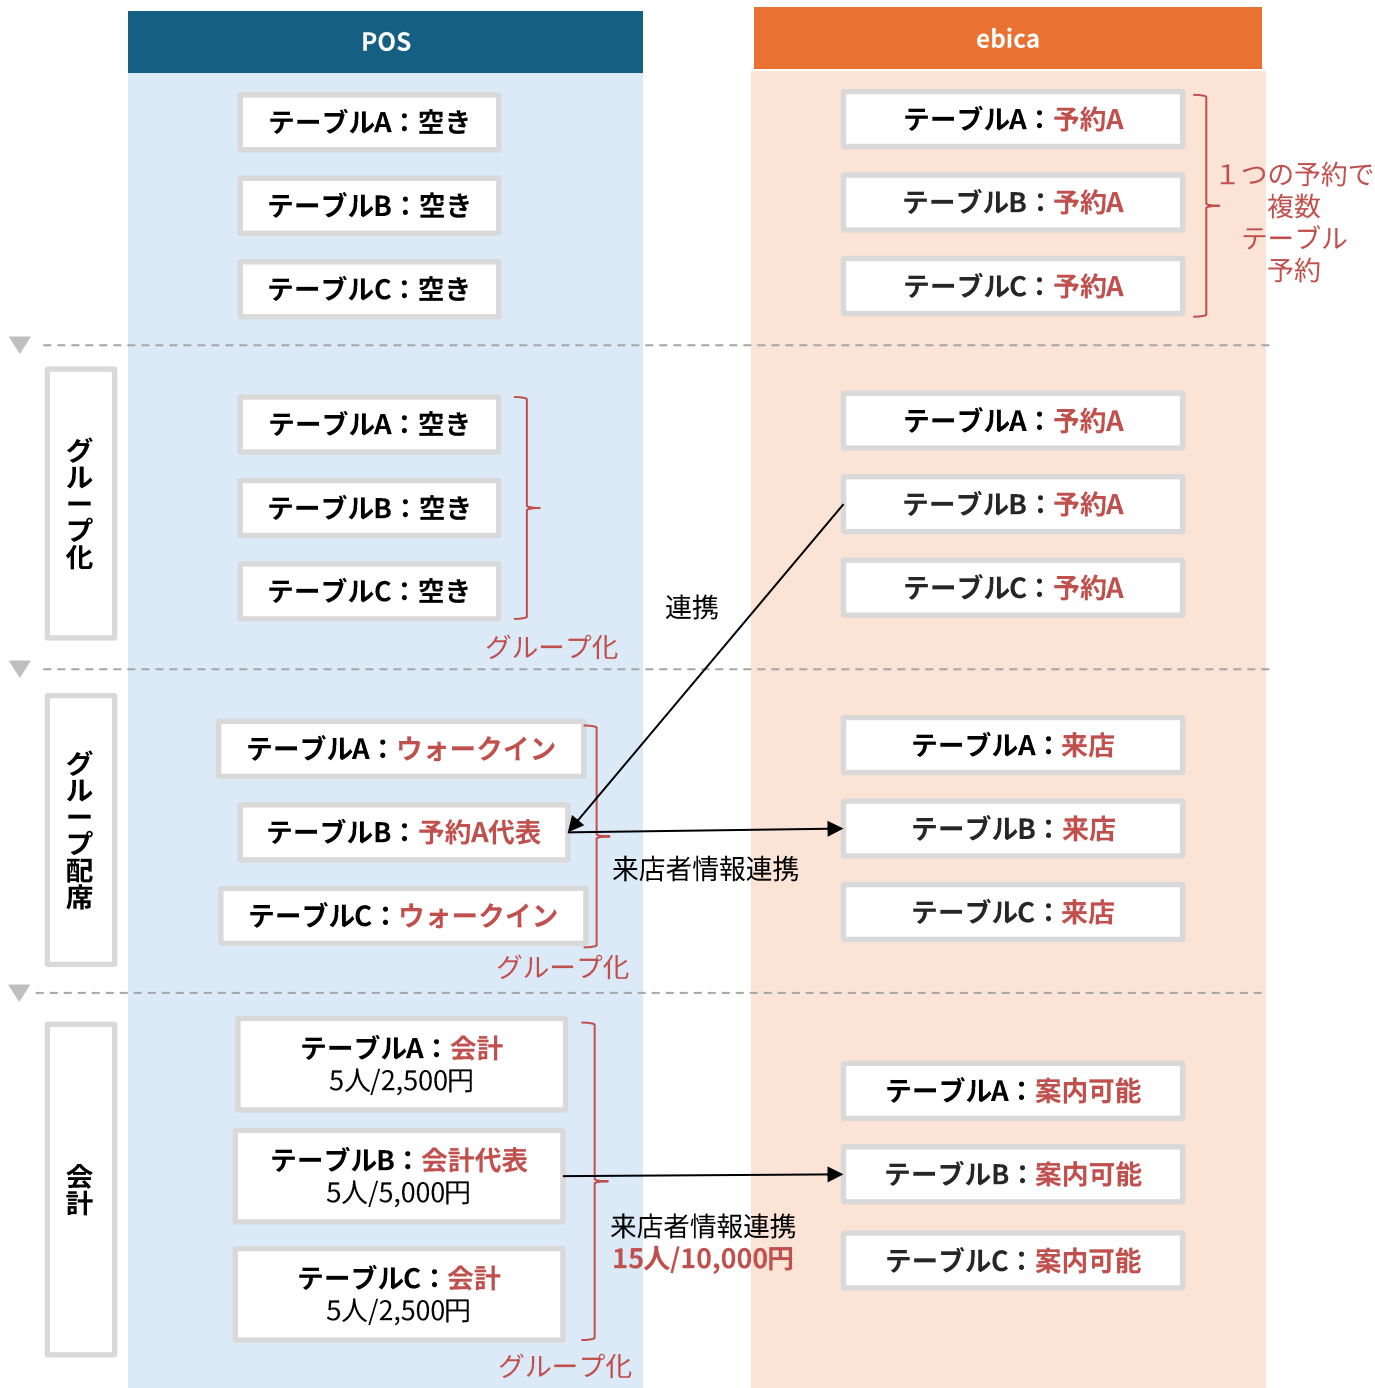 POS
ebica
テーブルA：空き
テーブルB：空き
テーブルC：空き
テーブルA：予約A
テーブルB：予約A
テーブルC：予約A
１つの予約で
複数
テーブル
予約
グループ化
テーブルA：空き
テーブルB：空き
テーブルC：空き
グループ化
テーブルA：予約A
テーブルB：予約A
テーブルC：予約A
連携
グループ配席
テーブルA：ウォークイン
テーブルB：予約A代表
テーブルC：ウォークイン
グループ化
来店者情報連携
テーブルA：来店
テーブルB：来店
テーブルC：来店
会計
テーブルA：会計
5人/2,500円
テーブルB：会計代表
5人/5,000円
テーブルC：会計
5人/2,500円
グループ化
来店者情報連携
15人/10,000円
テーブルA：案内可能
テーブルB：案内可能
テーブルC：案内可能